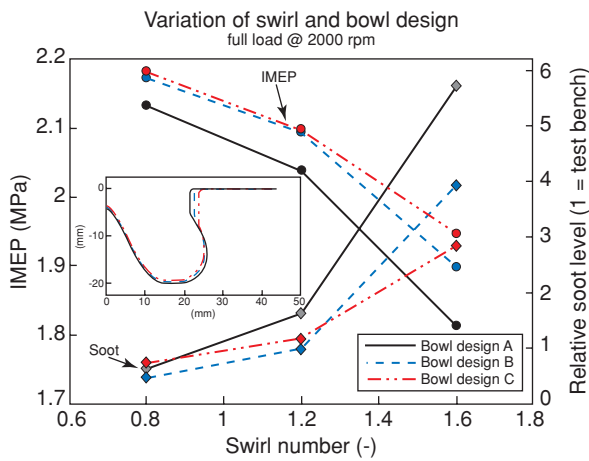 Variation of swirl and bowl design
full load @ 2000 rpm
IMEP (MPa)
2.2
2.1
2
1.9
1.8
1.7
Relative soot level (1 = test bench)
6
5
4
3
2
1
0
IMEP
(mm)
0
-10
-20
0 10 20 30 40 50
(mm)
Soot
Bowl design A
Bowl design B
Bowl design C
0.6 0.8 1 1.2 1.4 1.6 1.8
Swirl number (-)